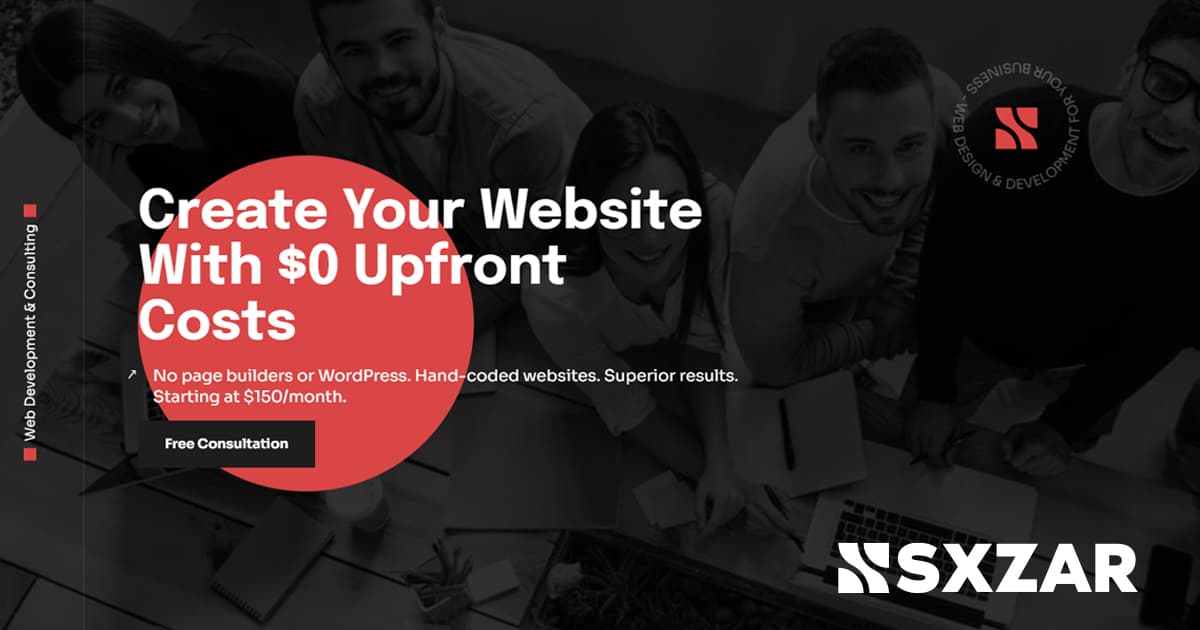 Web Development & Consulting
WEB DESIGN & DEVELOPMENT FOR YOUR BUSINESS -
Create Your Website
With $0 Upfront
Costs
↗ No page builders or WordPress. Hand-coded websites. Superior results.
Starting at $150/month.
Free Consultation
SXZAR